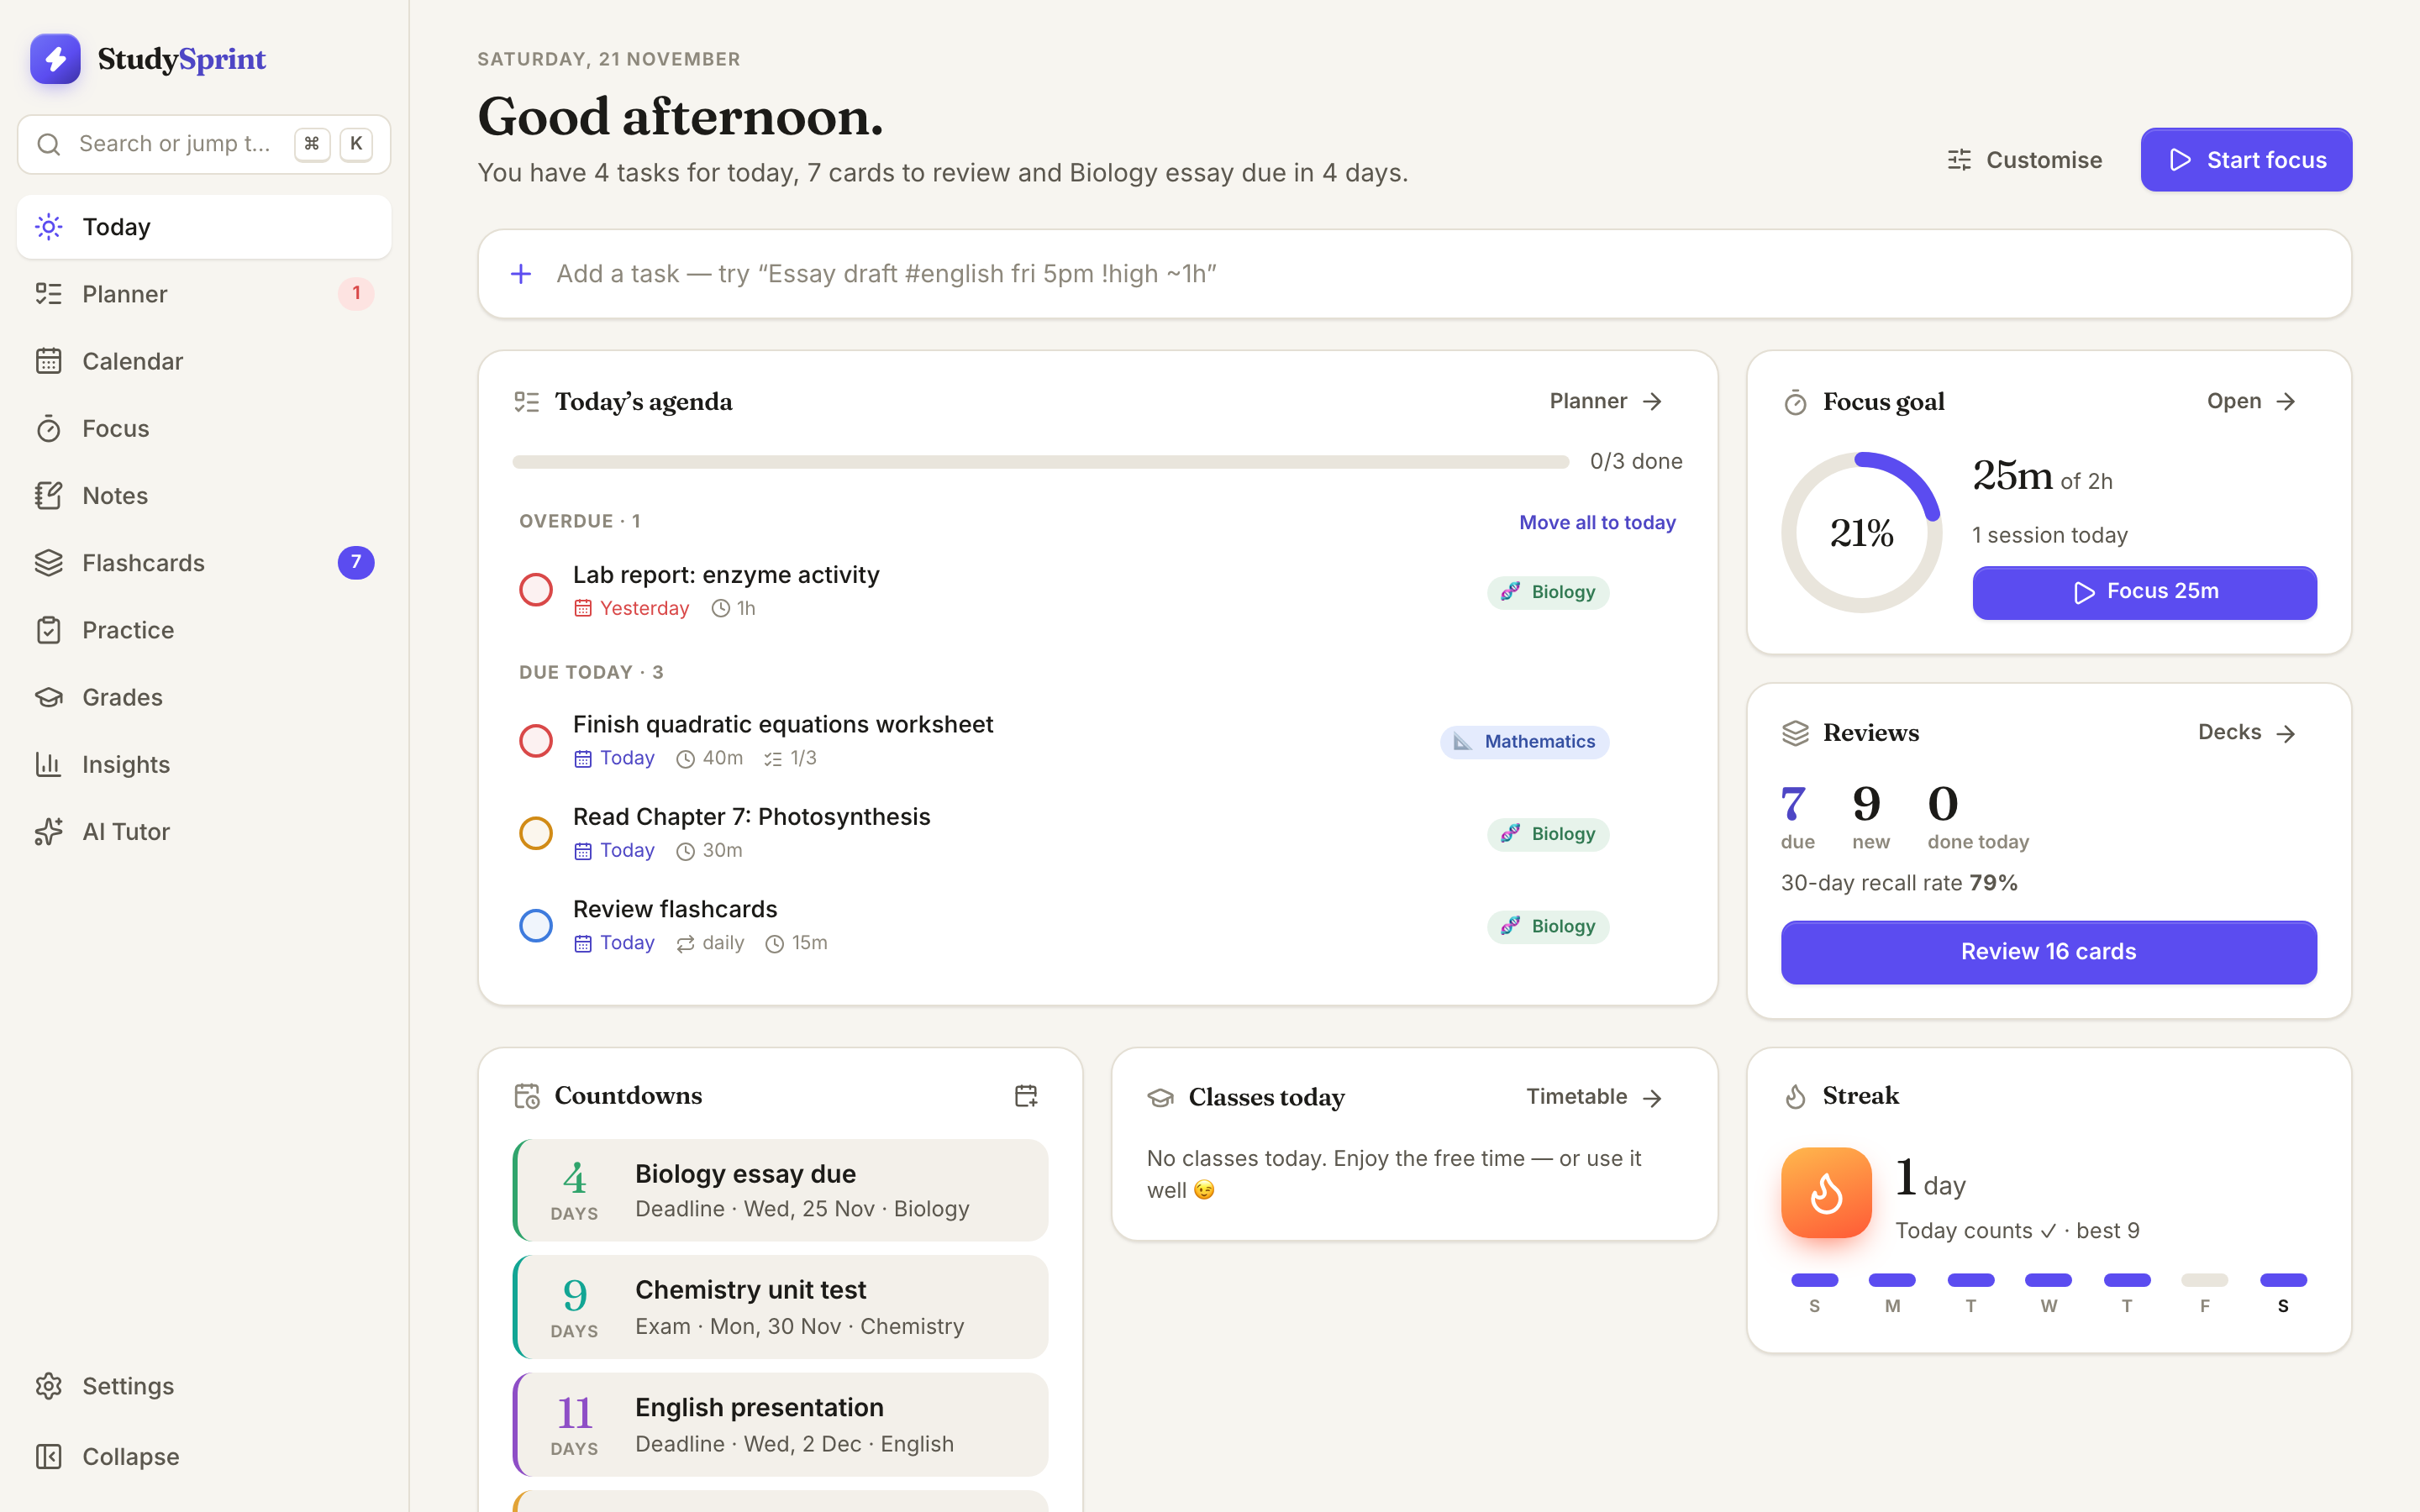 StudySprint
Search or jump t... ⌘ K
Today
Planner 1
Calendar
Focus
Notes
Flashcards 7
Practice
Grades
Insights
AI Tutor
Settings
Collapse
SATURDAY, 21 NOVEMBER
Good afternoon.
You have 4 tasks for today, 7 cards to review and Biology essay due in 4 days.
Customise
Start focus
Add a task — try “Essay draft #english fri 5pm !high ~1h”
Today’s agenda
Planner →
0/3 done
OVERDUE · 1
Move all to today
Lab report: enzyme activity
Yesterday 1h
Biology
DUE TODAY · 3
Finish quadratic equations worksheet
Today 40m 1/3
Mathematics
Read Chapter 7: Photosynthesis
Today 30m
Biology
Review flashcards
Today daily 15m
Biology
Focus goal
Open →
21%
25m of 2h
1 session today
Focus 25m
Reviews
Decks →
7 due
9 new
0 done today
30-day recall rate 79%
Review 16 cards
Countdowns
4 DAYS
Biology essay due
Deadline · Wed, 25 Nov · Biology
9 DAYS
Chemistry unit test
Exam · Mon, 30 Nov · Chemistry
11 DAYS
English presentation
Deadline · Wed, 2 Dec · English
Classes today
Timetable →
No classes today. Enjoy the free time — or use it
well 😉
Streak
1 day
Today counts ✓ · best 9
S M T W T F S